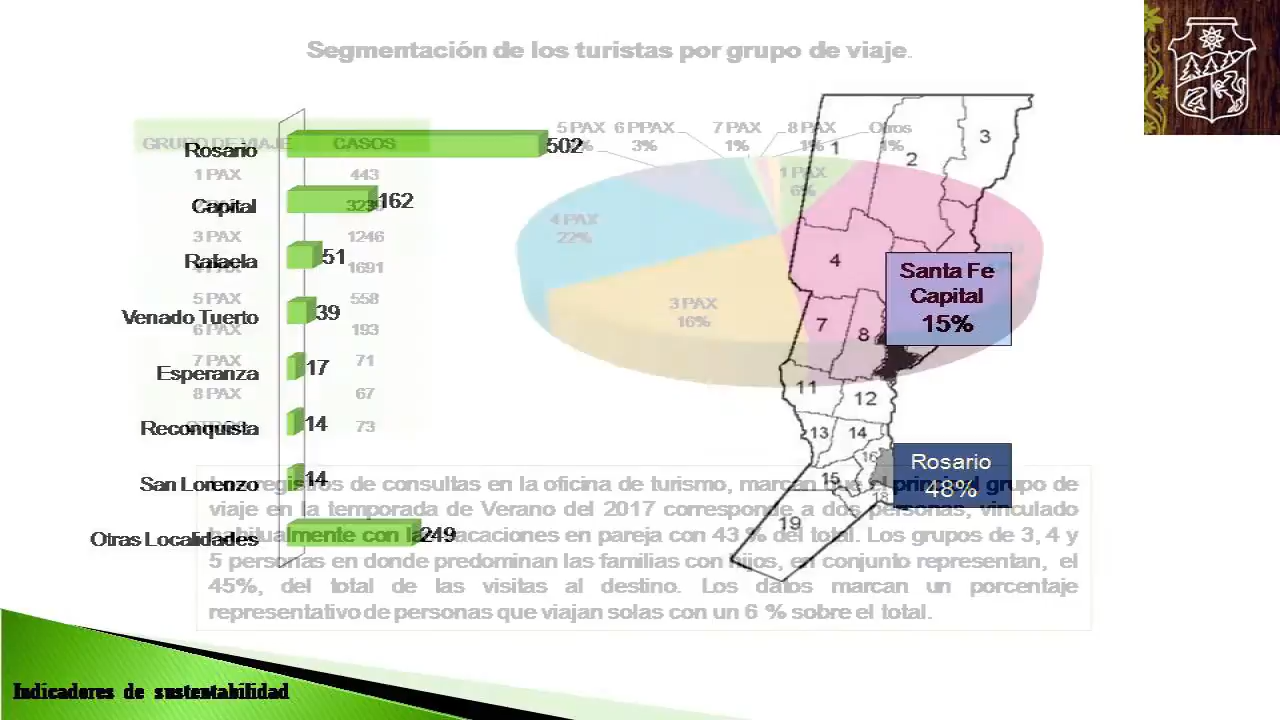 Segmentación de los turistas por grupo de viaje.
GRUPO DE VIAJE CASOS
1 PAX 443
3 PAX 1246
4 PAX 1691
5 PAX 558
6 PAX 193
7 PAX 71
8 PAX 67
73
Rosario 502
Capital 162
Rafaela 51
Venado Tuerto 39
Esperanza 17
Reconquista 14
San Lorenzo 14
Otras Localidades 249
5 PAX
6 PPAX
3%
7 PAX
1%
8 PAX
1%
Otros
1%
1 PAX
6%
4 PAX
22%
3 PAX
16%
1
2
3
4
7
8
11
12
13
14
15
16
18
19
Santa Fe
Capital
15%
Rosario
48%
registros de consultas en la oficina de turismo, marcan que el principal grupo de
viaje en la temporada de Verano del 2017 corresponde a dos personas, vinculado
habitualmente con las vacaciones en pareja con 43 % del total. Los grupos de 3, 4 y
5 personas en donde predominan las familias con hijos, en conjunto representan, el
45%, del total de las visitas al destino. Los datos marcan un porcentaje
representativo de personas que viajan solas con un 6 % sobre el total.
Indicadores de sustentabilidad